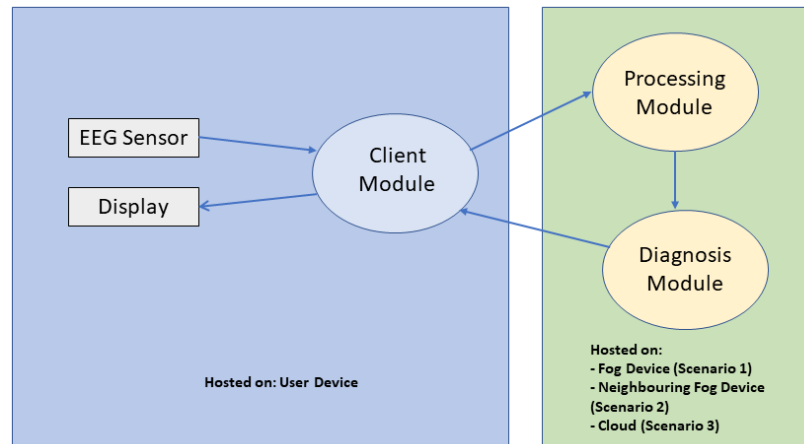 EEG Sensor
Display
Client
Module
Hosted on: User Device
Processing
Module
Diagnosis
Module
Hosted on:
- Fog Device (Scenario 1)
- Neighbouring Fog Device
(Scenario 2)
- Cloud (Scenario 3)